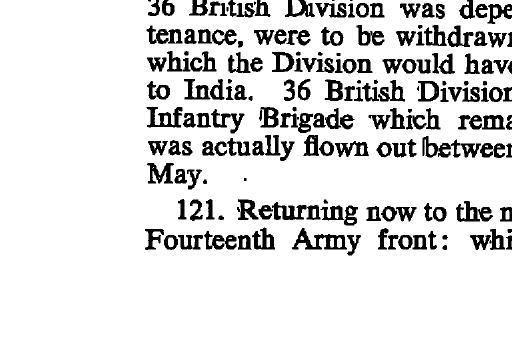 36 British Division was depe
tenance, were to be withdraw
which the Division would have
to India. 36 British Division
Infantry Brigade which rema
was actually flown out between
May.
121. Returning now to the
Fourteenth Army front: whi